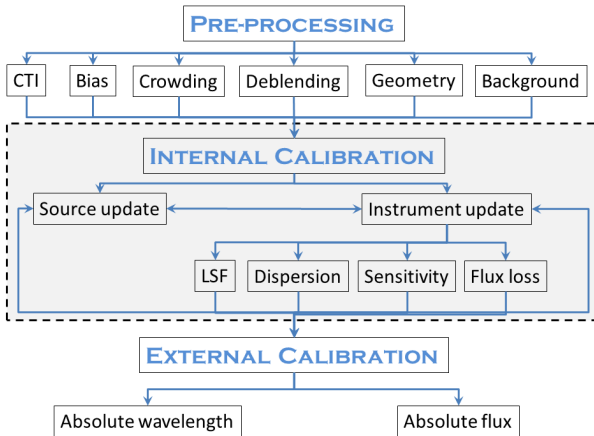 Pre-processing
CTI
Bias
Crowding
Deblending
Geometry
Background
Internal Calibration
Source update
Instrument update
LSF
Dispersion
Sensitivity
Flux loss
External Calibration
Absolute wavelength
Absolute flux